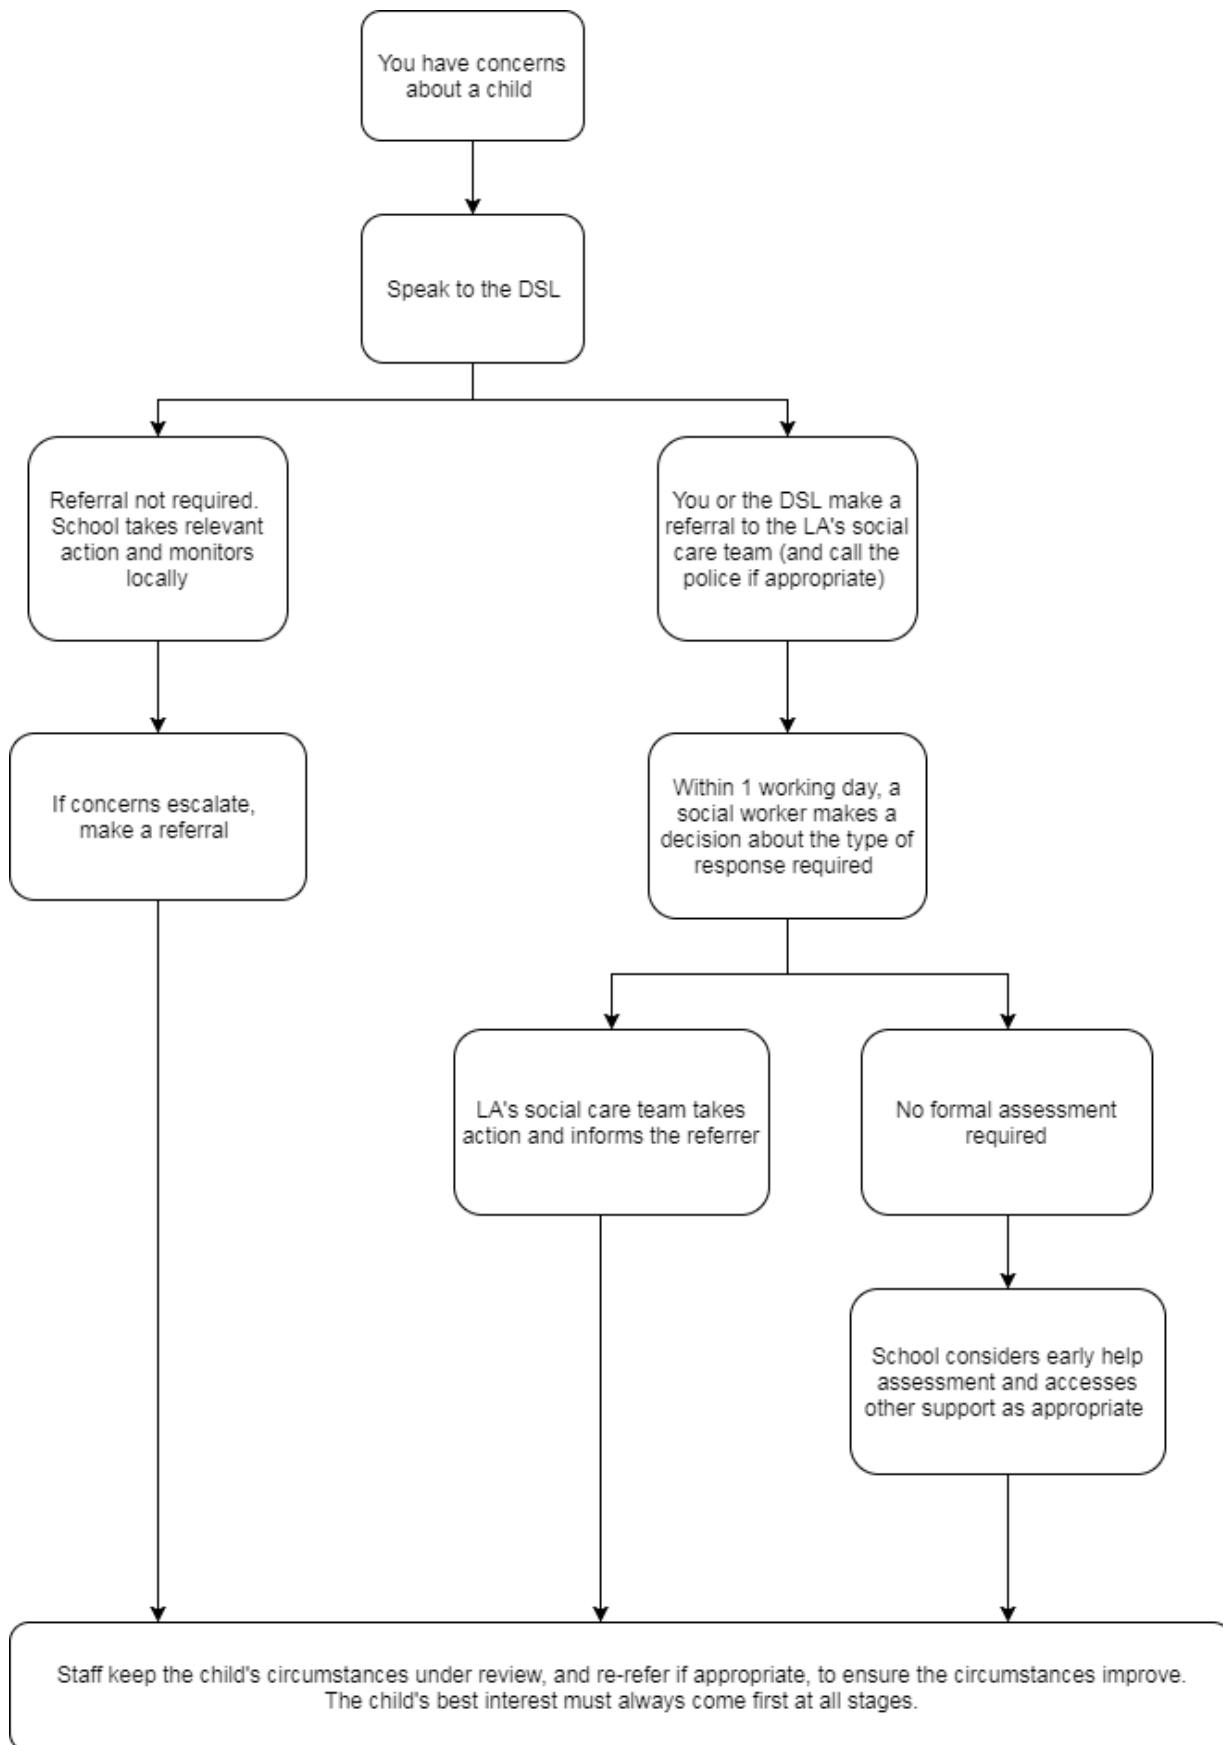 You have concerns
about a child
Speak to the DSL
Referral not required.
School takes relevant
action and monitors
locally
You or the DSL make a
referral to the LA's social
care team (and call the
police if appropriate)
If concerns escalate,
make a referral
Within 1 working day, a
social worker makes a
decision about the type of
response required
LA's social care team takes
action and informs the referrer
No formal assessment
required
School considers early help
assessment and accesses
other support as appropriate
Staff keep the child's circumstances under review, and re-refer if appropriate, to ensure the circumstances improve.
The child's best interest must always come first at all stages.